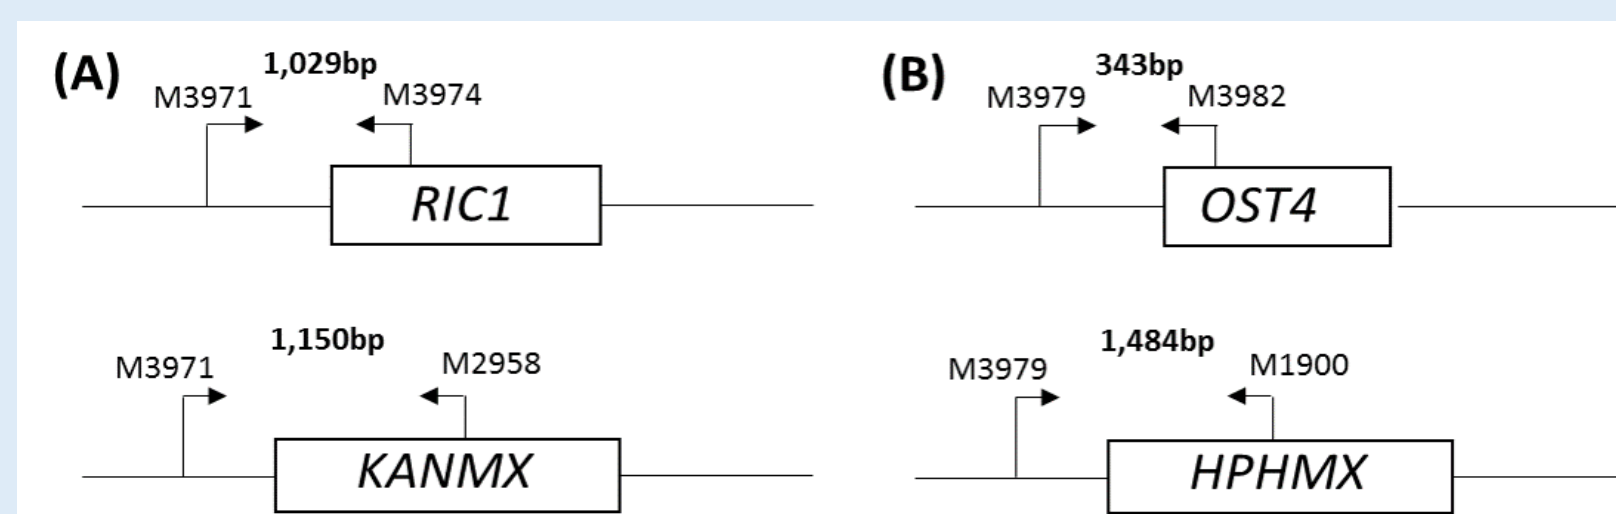 (A)
1,029bp
M3971
M3974
RIC1
1,150bp
M3971
M2958
KANMX
(B)
343bp
M3979
M3982
OST4
1,484bp
M3979
M1900
HPHMX